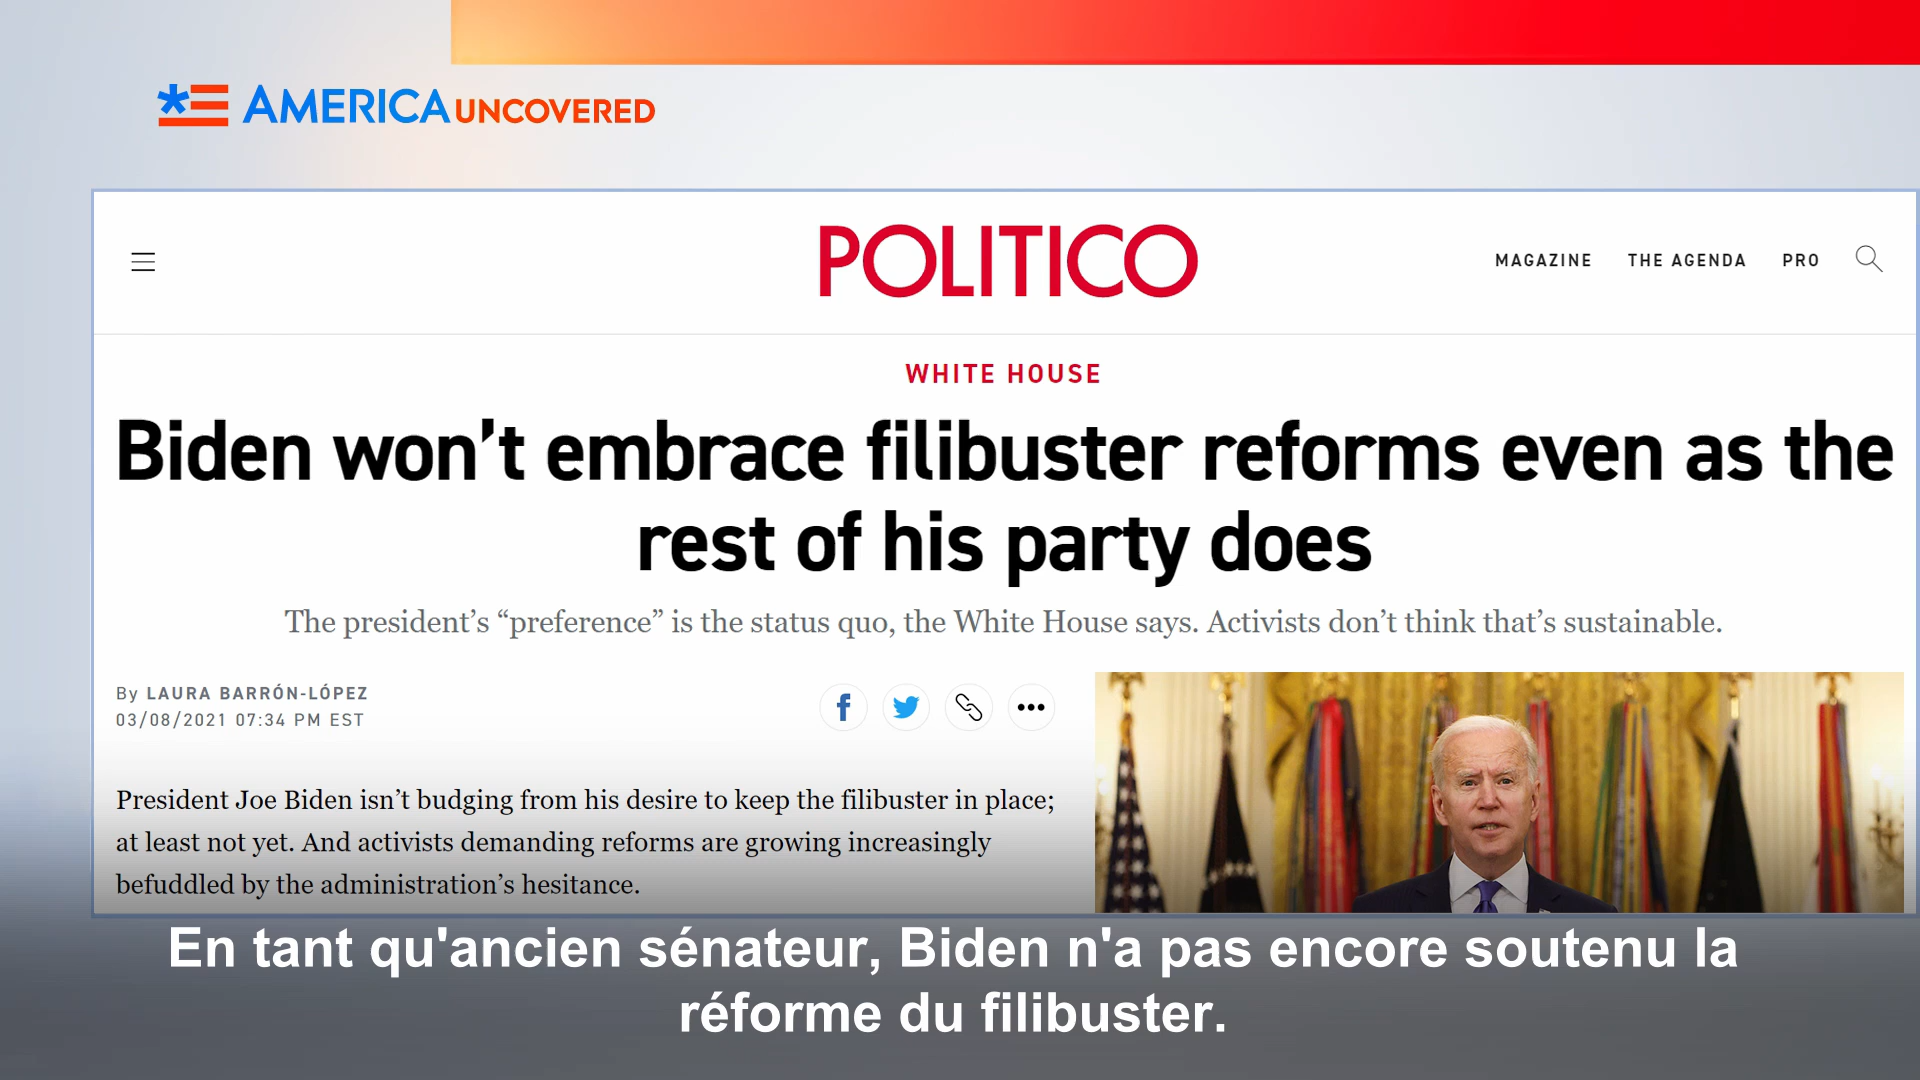 AMERICA UNCOVERED
POLITICO
MAGAZINE THE AGENDA PRO
WHITE HOUSE
Biden won’t embrace filibuster reforms even as the
rest of his party does
The president’s “preference” is the status quo, the White House says. Activists don’t think that’s sustainable.
By LAURA BARRÓN-LÓPEZ
03/08/2021 07:34 PM EST
President Joe Biden isn’t budging from his desire to keep the filibuster in place;
at least not yet. And activists demanding reforms are growing increasingly
befuddled by the administration’s hesitance.
En tant qu'ancien sénateur, Biden n'a pas encore soutenu la
réforme du filibuster.